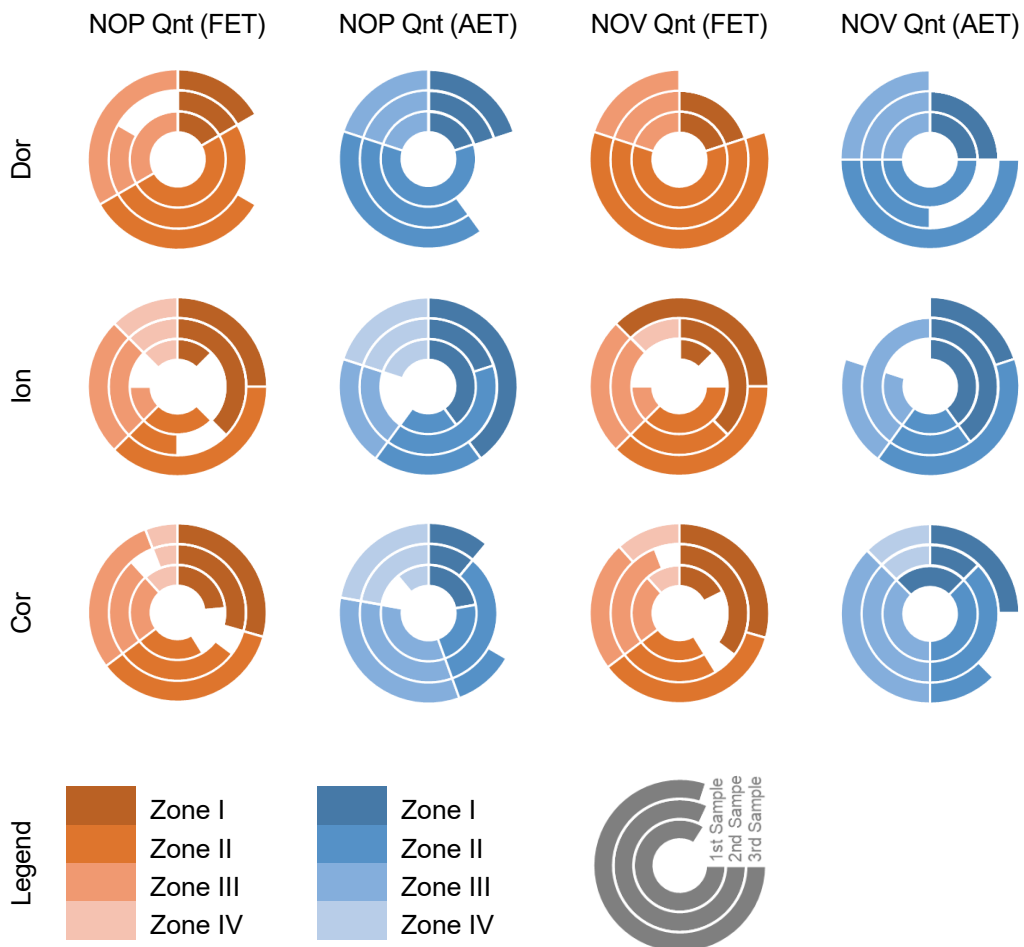 NOP Qnt (FET) NOP Qnt (AET) NOV Qnt (FET) NOV Qnt (AET)
Dor
Ion
Cor
Legend
Zone I
Zone II
Zone III
Zone IV
Zone I
Zone II
Zone III
Zone IV
1st Sample
2nd Sampe
3rd Sample